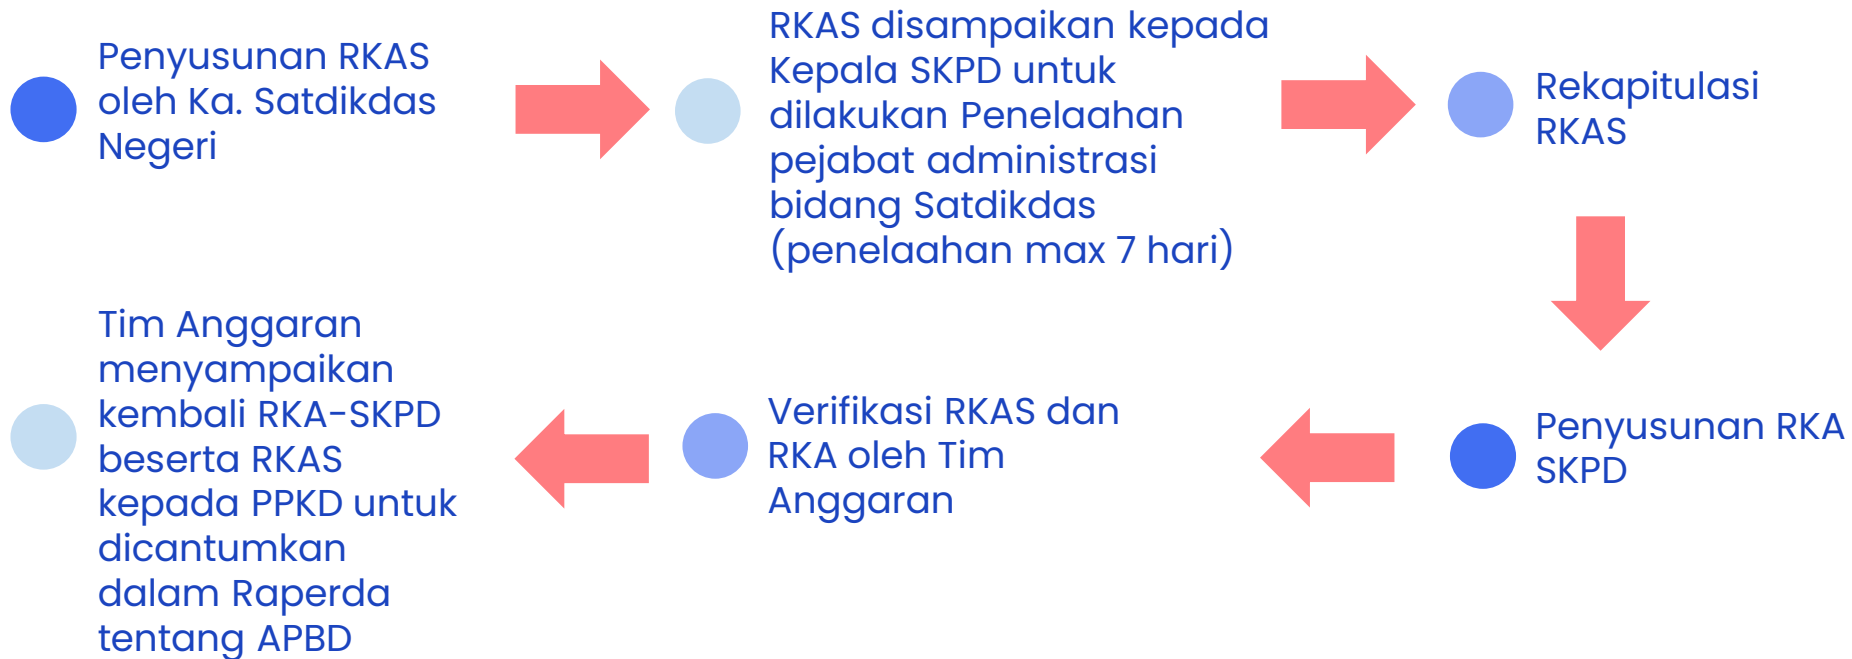 Penyusunan RKAS
oleh Ka. Satdikdas
Negeri
RKAS disampaikan kepada
Kepala SKPD untuk
dilakukan Penelaahan
pejabat administrasi
bidang Satdikdas
(penelaahan max 7 hari)
Rekapitulasi
RKAS
Penyusunan RKA
SKPD
Verifikasi RKAS dan
RKA oleh Tim
Anggaran
Tim Anggaran
menyampaikan
kembali RKA-SKPD
beserta RKAS
kepada PPKD untuk
dicantumkan
dalam Raperda
tentang APBD